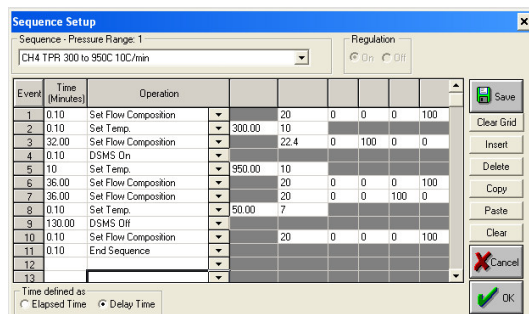 Sequence Setup
Sequence - Pressure Range: 1
CH4 TPR 300 to 950C 10C/min
Regulation
On Off
Event Time (Minutes) Operation
1 0.10 Set Flow Composition 20 0 0 0 100
2 0.10 Set Temp. 300.00 10
3 32.00 Set Flow Composition 22.4 0 100 0 0
4 0.10 DSMS On
5 10 Set Temp. 950.00 10
6 36.00 Set Flow Composition 20 0 0 0 100
7 36.00 Set Flow Composition 20 0 0 100 0
8 0.10 Set Temp. 50.00 7
9 130.00 DSMS Off
10 0.10 Set Flow Composition 20 0 0 0 100
11 0.10 End Sequence
12
13
Time defined as
Elapsed Time Delay Time
Save
Clear Grid
Insert
Delete
Copy
Paste
Clear
Cancel
OK